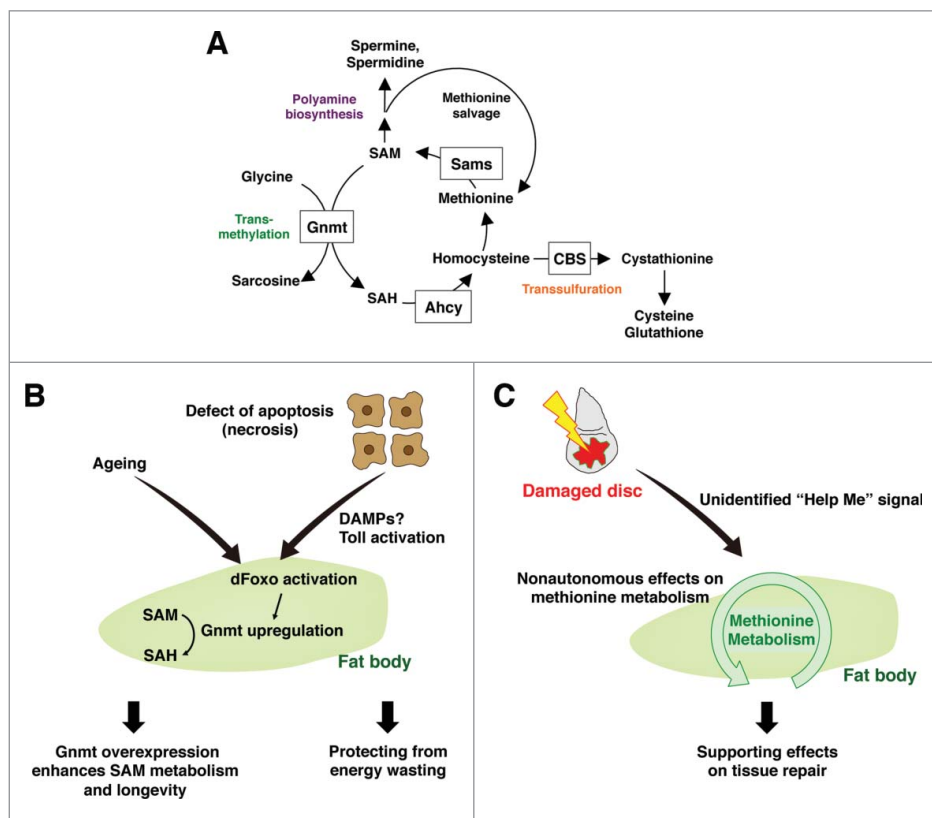 A
Spermine,
Spermidine
Polyamine
biosynthesis
Methionine
salvage
SAM
Sams
Glycine
Methionine
Trans-
methylation
Gnmt
Homocysteine
CBS
Cystathionine
Sarcosine
Transsulfuration
SAH
Ahcy
Cysteine
Glutathione
B
Defect of apoptosis
(necrosis)
Ageing
DAMPs?
Toll activation
dFoxo activation
SAM
Gnmt upregulation
SAH
Fat body
Gnmt overexpression
enhances SAM metabolism
and longevity
Protecting from
energy wasting
C
Damaged disc
Unidentified “Help Me” signal
Nonautonomous effects on
methionine metabolism
Methionine
Metabolism
Fat body
Supporting effects
on tissue repair